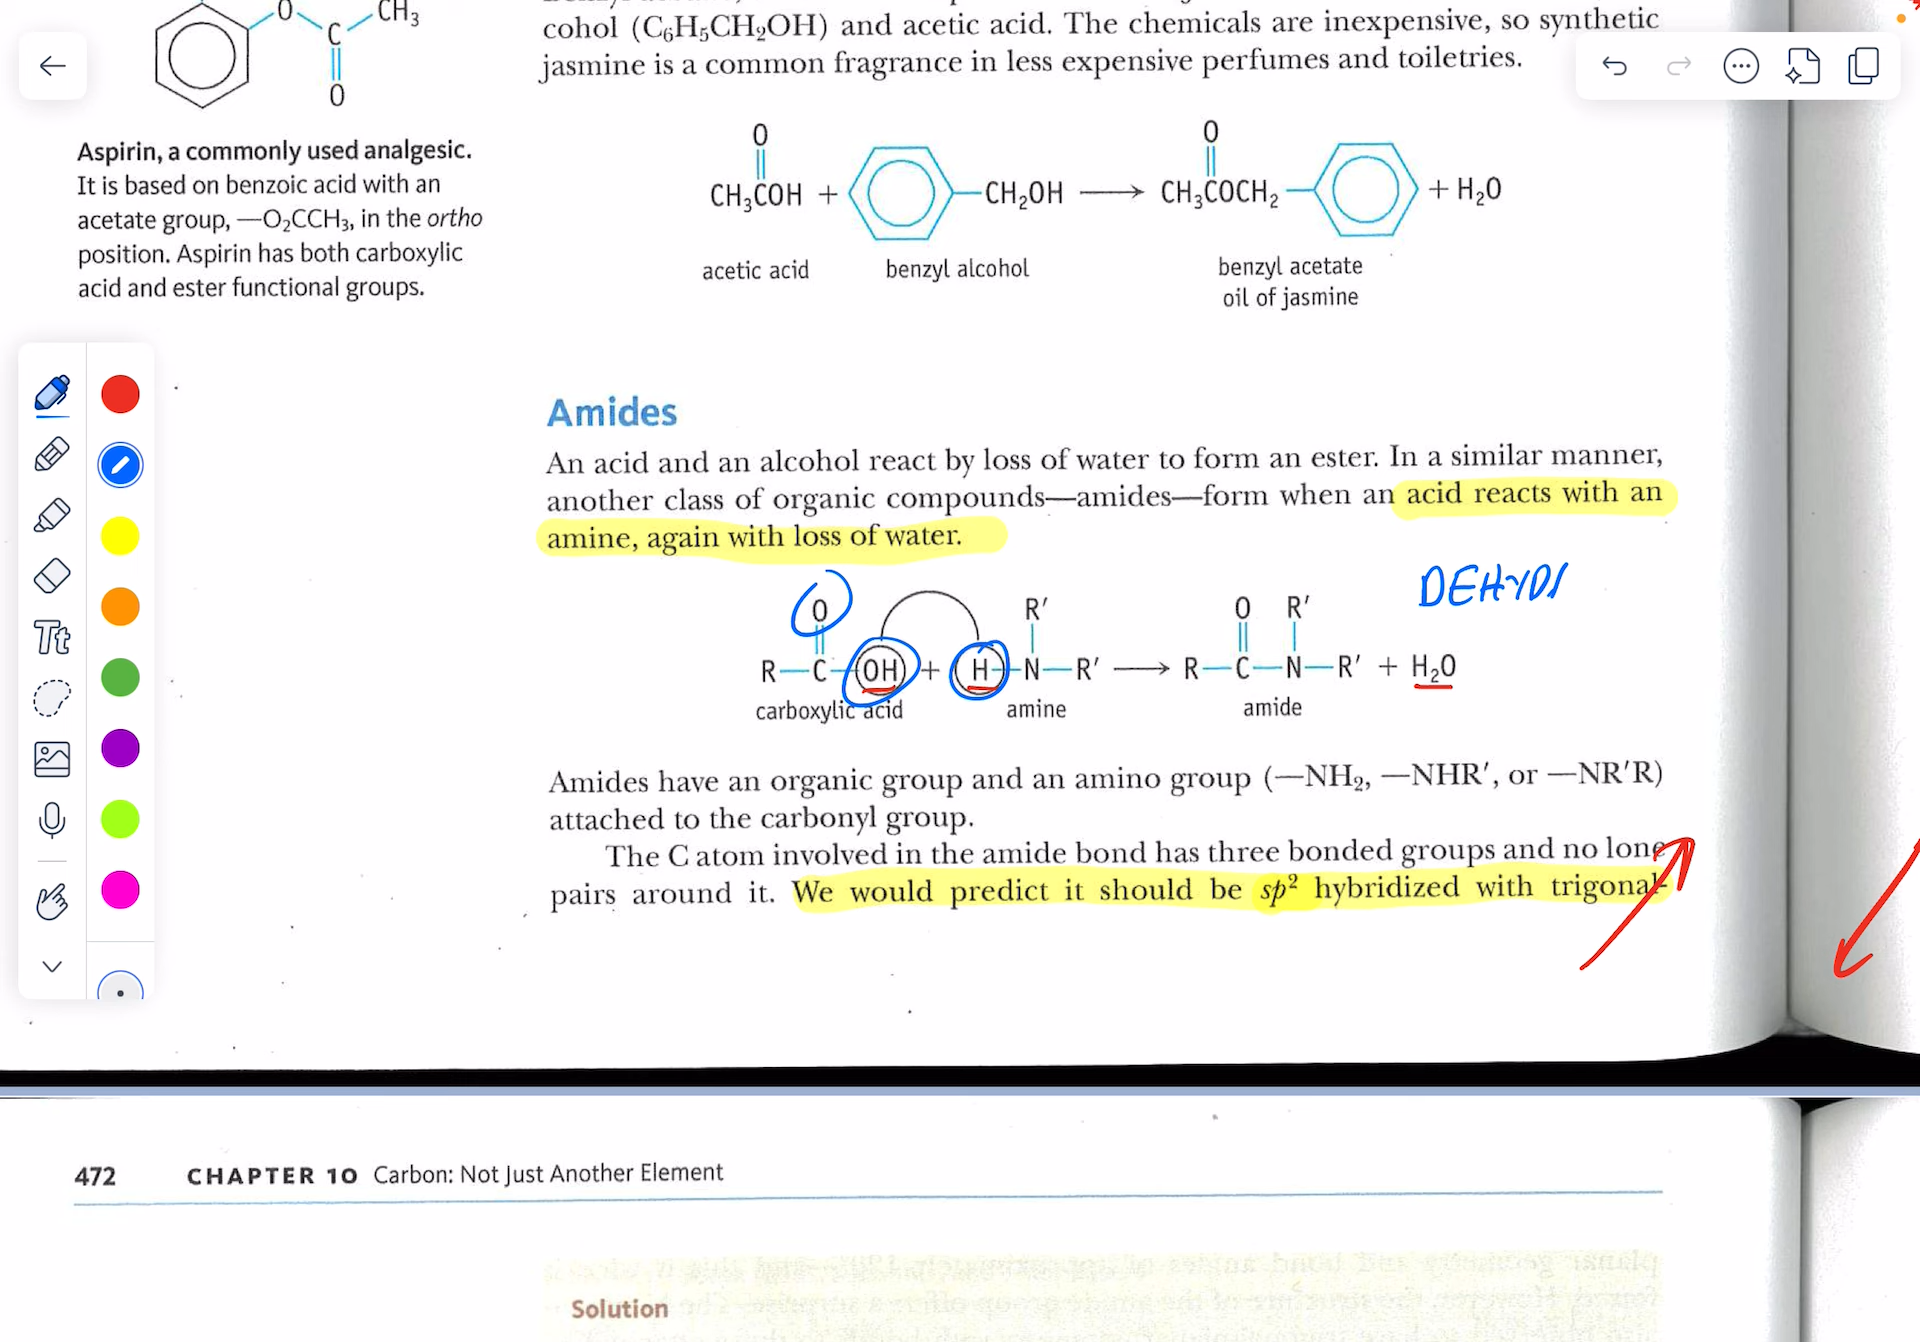 O
CH3
C
O
cohol (C6H5CH2OH) and acetic acid. The chemicals are inexpensive, so synthetic
jasmine is a common fragrance in less expensive perfumes and toiletries.
Aspirin, a commonly used analgesic.
It is based on benzoic acid with an
acetate group, —O2CCH3, in the ortho
position. Aspirin has both carboxylic
acid and ester functional groups.
O O
CH3COH + CH2OH ⟶ CH3COCH2 + H2O
acetic acid benzyl alcohol benzyl acetate
oil of jasmine
Tt
Amides
An acid and an alcohol react by loss of water to form an ester. In a similar manner,
another class of organic compounds—amides—form when an acid reacts with an
amine, again with loss of water.
DEHYD
O R′ O R′
R—C—OH + H—N—R′ ⟶ R—C—N—R′ + H2O
carboxylic acid amine amide
Amides have an organic group and an amino group (—NH2, —NHR′, or —NR′R)
attached to the carbonyl group.
The C atom involved in the amide bond has three bonded groups and no lone
pairs around it. We would predict it should be sp2 hybridized with trigonal-
472 CHAPTER 10 Carbon: Not Just Another Element
Solution